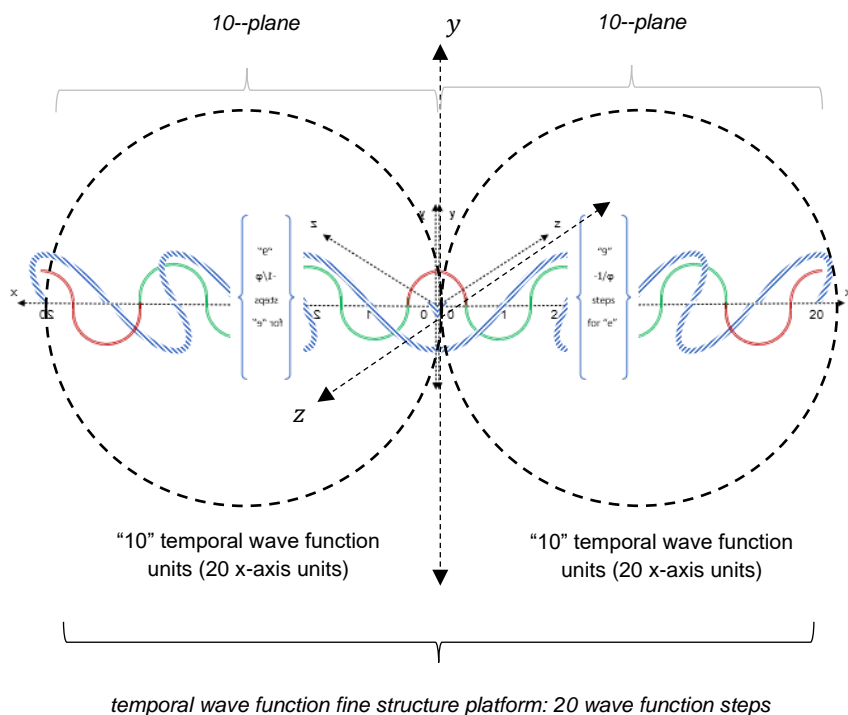 10--plane
y
10--plane
y y
z z
“9”
-1/φ
steps
for “e”
“9”
-1/φ
steps
for “e”
x 20 2 1 0 0 1 2 20 x
z
“10” temporal wave function
units (20 x-axis units)
“10” temporal wave function
units (20 x-axis units)
temporal wave function fine structure platform: 20 wave function steps